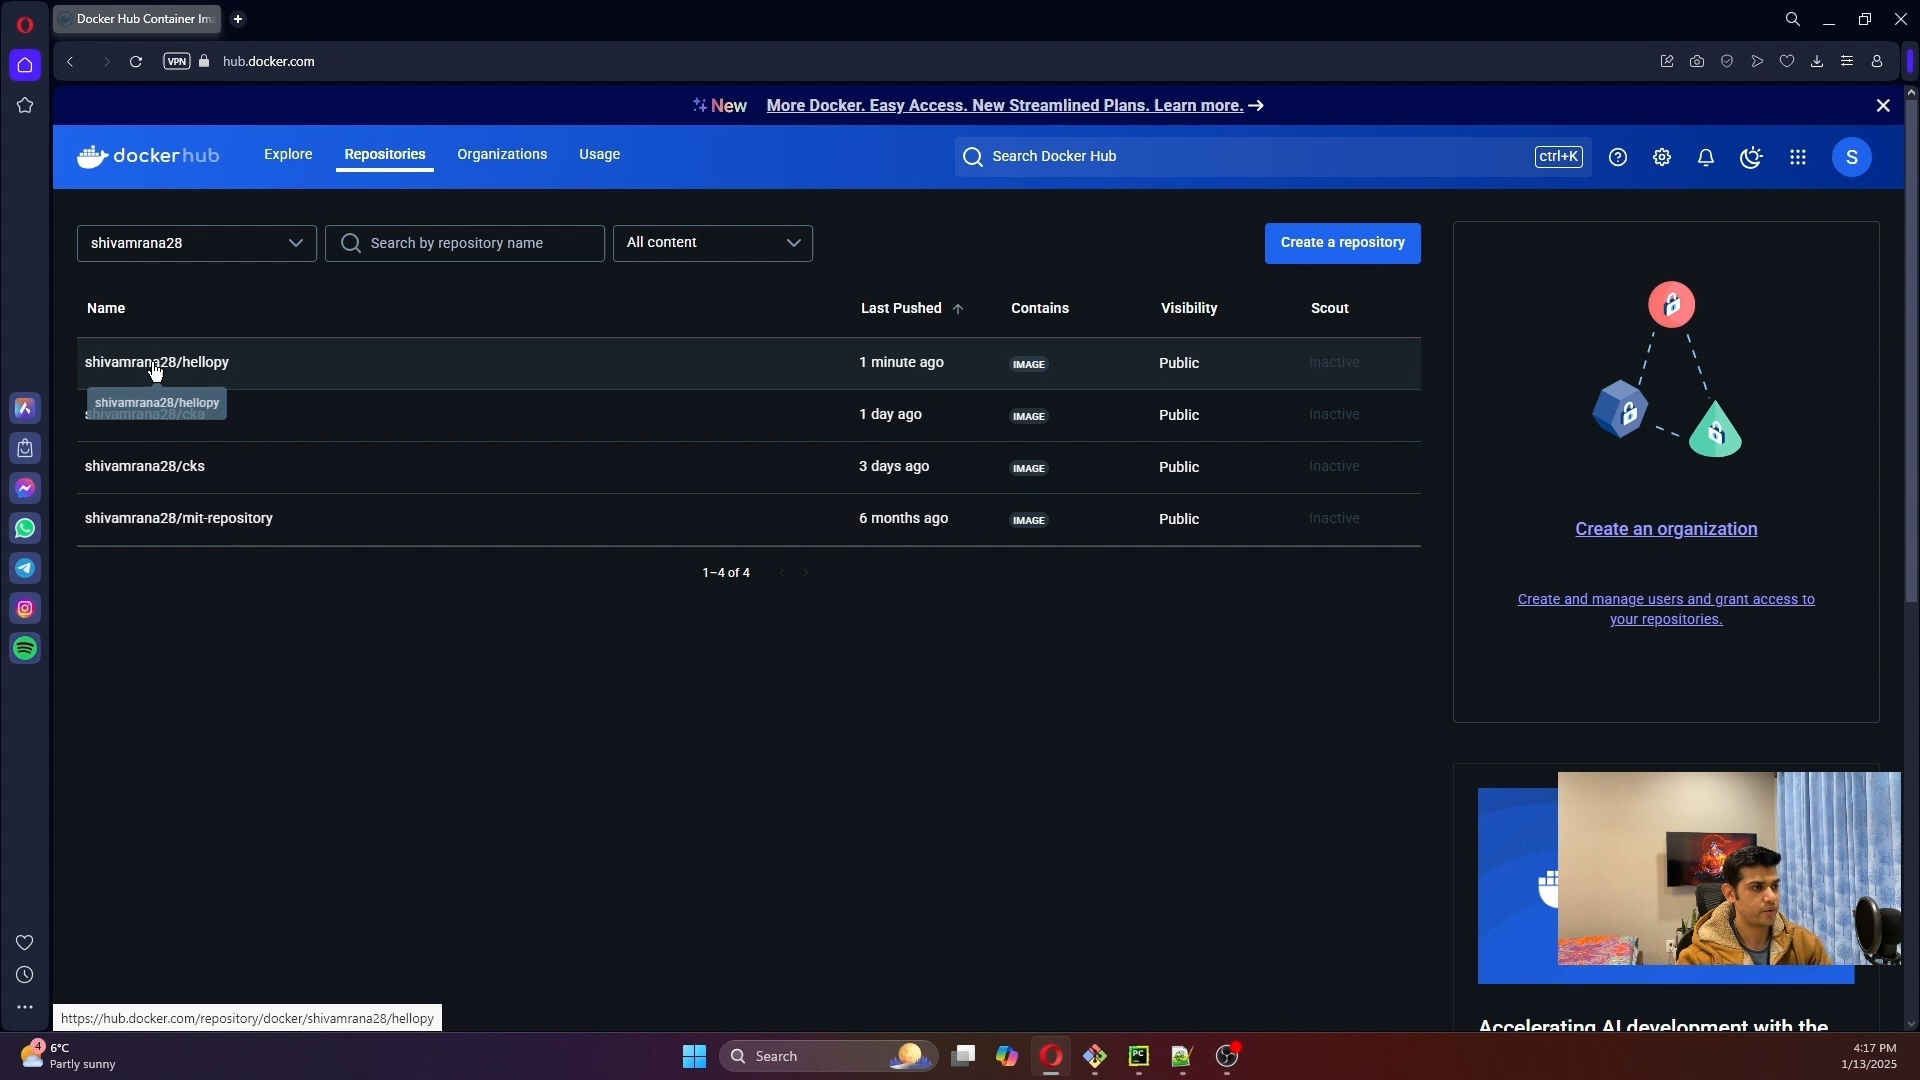 Docker Hub Container Im
VPN
hub.docker.com
New More Docker. Easy Access. New Streamlined Plans. Learn more. →
dockerhub
Explore
Repositories
Organizations
Usage
Search Docker Hub
ctrl+K
S
shivamrana28
Search by repository name
All content
Create a repository
Name
Last Pushed
Contains
Visibility
Scout
shivamrana28/hellopy
1 minute ago
IMAGE
Public
Inactive
shivamrana28/hellopy
shivamrana28/cka
1 day ago
IMAGE
Public
Inactive
shivamrana28/cks
3 days ago
IMAGE
Public
Inactive
shivamrana28/mit-repository
6 months ago
IMAGE
Public
Inactive
1–4 of 4
Create an organization
Create and manage users and grant access to
your repositories.
Accelerating AI development with the
https://hub.docker.com/repository/docker/shivamrana28/hellopy
4
6°C
Partly sunny
Search
PC
4:17 PM
1/13/2025